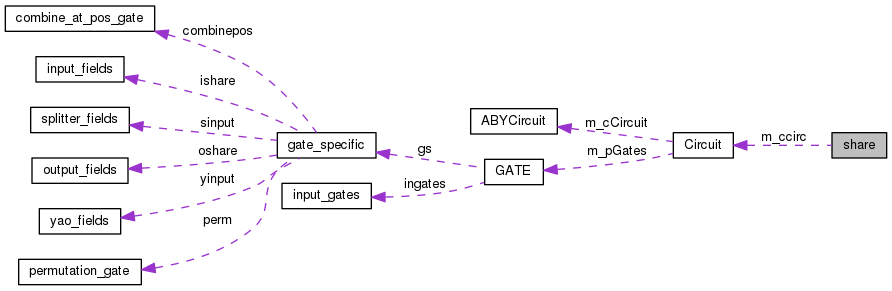 combine_at_pos_gate
combinepos
input_fields
ishare
splitter_fields
sinput
ABYCircuit
m_cCircuit
m_ccirc
gate_specific
gs
Circuit
share
output_fields
oshare
GATE
m_pGates
yinput
ingates
input_gates
yao_fields
perm
permutation_gate